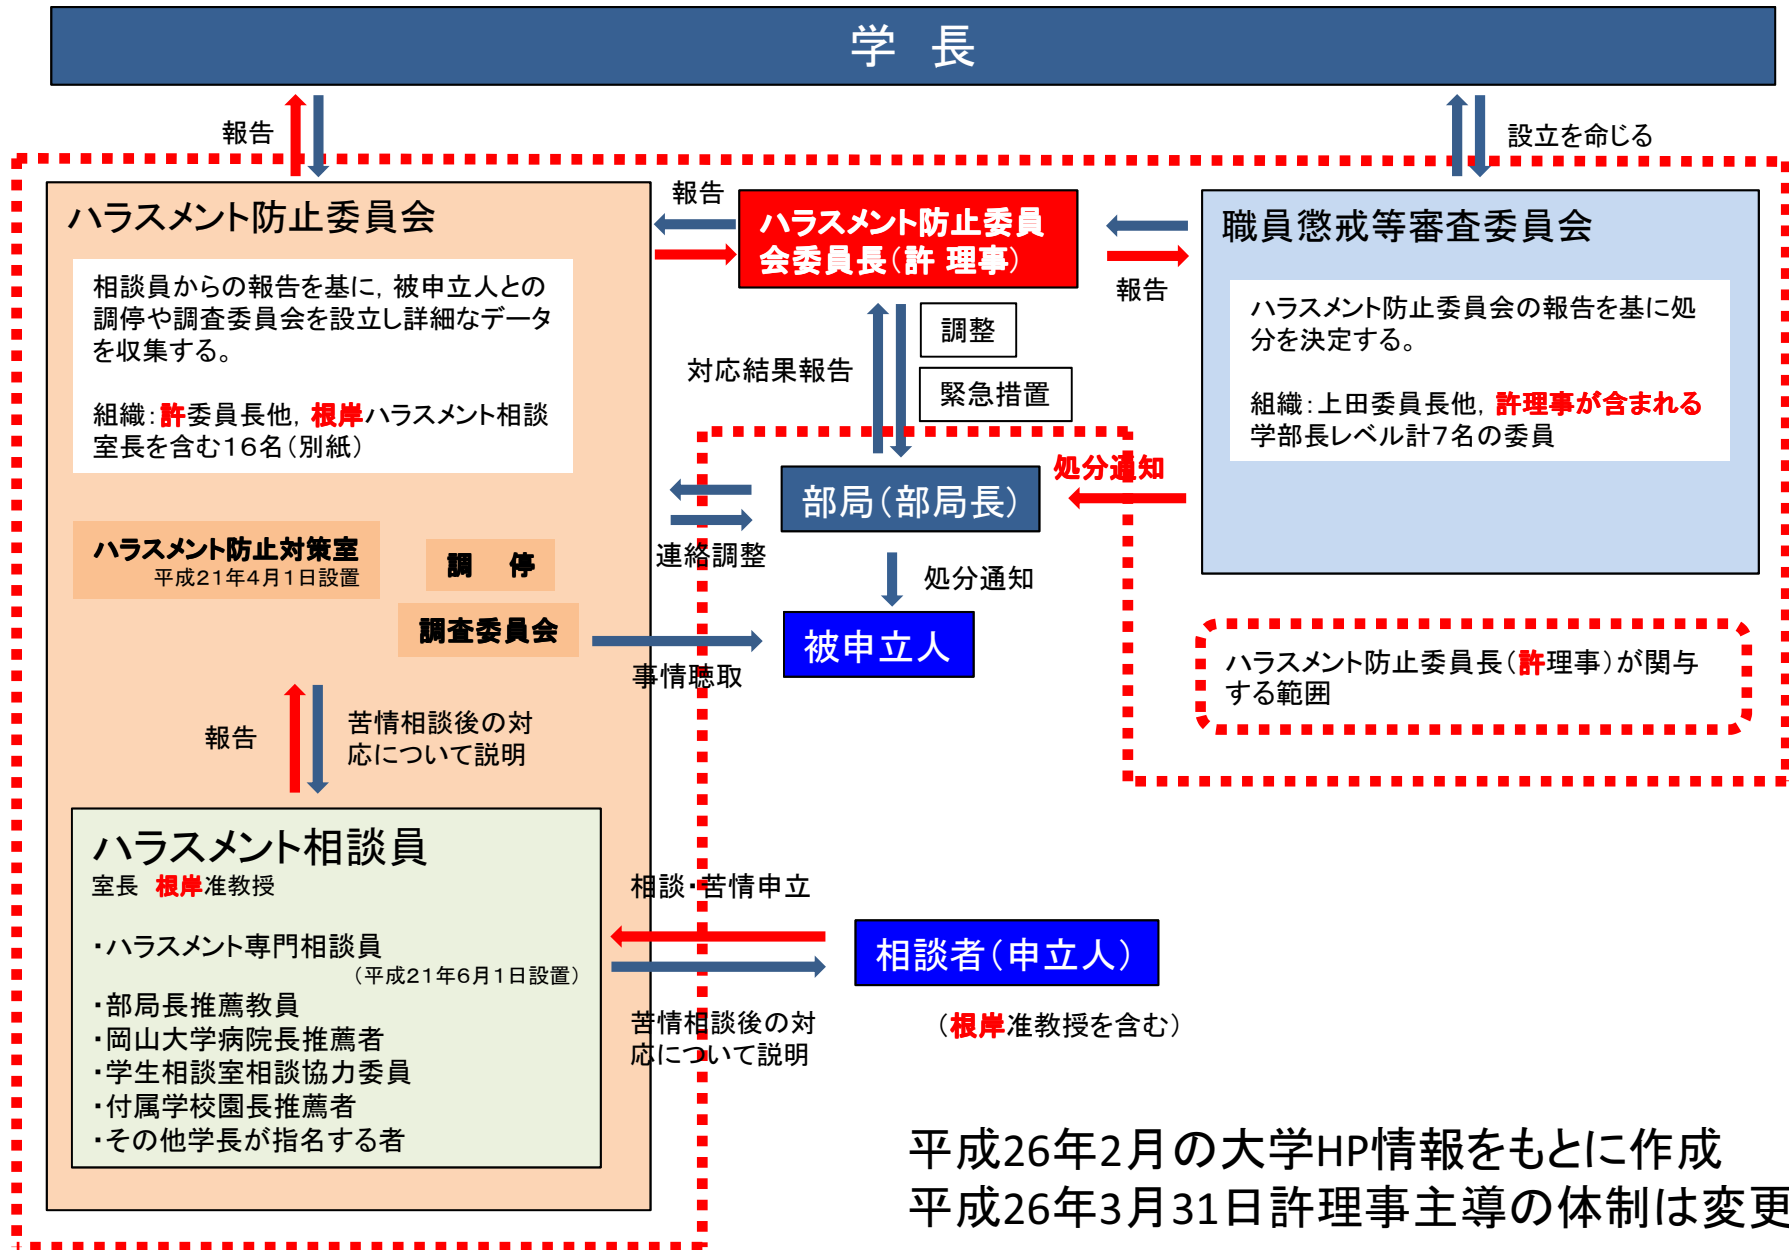 学 長
報告
設立を命じる
ハラスメント防止委員会
相談員からの報告を基に，被申立人との
調停や調査委員会を設立し詳細なデータ
を収集する。
組織：許委員長他，根岸ハラスメント相談
室長を含む１６名（別紙）
ハラスメント防止対策室
平成２１年４月１日設置
調 停
調査委員会
報告
苦情相談後の対
応について説明
ハラスメント相談員
室長 根岸准教授
・ハラスメント専門相談員
（平成２１年６月１日設置）
・部局長推薦教員
・岡山大学病院長推薦者
・学生相談室相談協力委員
・付属学校園長推薦者
・その他学長が指名する者
報告
ハラスメント防止委員
会委員長（許 理事）
報告
対応結果報告
調整
緊急措置
部局（部局長）
連絡調整
処分通知
処分通知
被申立人
事情聴取
相談・苦情申立
相談者（申立人）
苦情相談後の対
応について説明
（根岸准教授を含む）
職員懲戒等審査委員会
ハラスメント防止委員会の報告を基に処
分を決定する。
組織：上田委員長他，許理事が含まれる
学部長レベル計７名の委員
ハラスメント防止委員長（許理事）が関与
する範囲
平成26年2月の大学HP情報をもとに作成
平成26年3月31日許理事主導の体制は変更